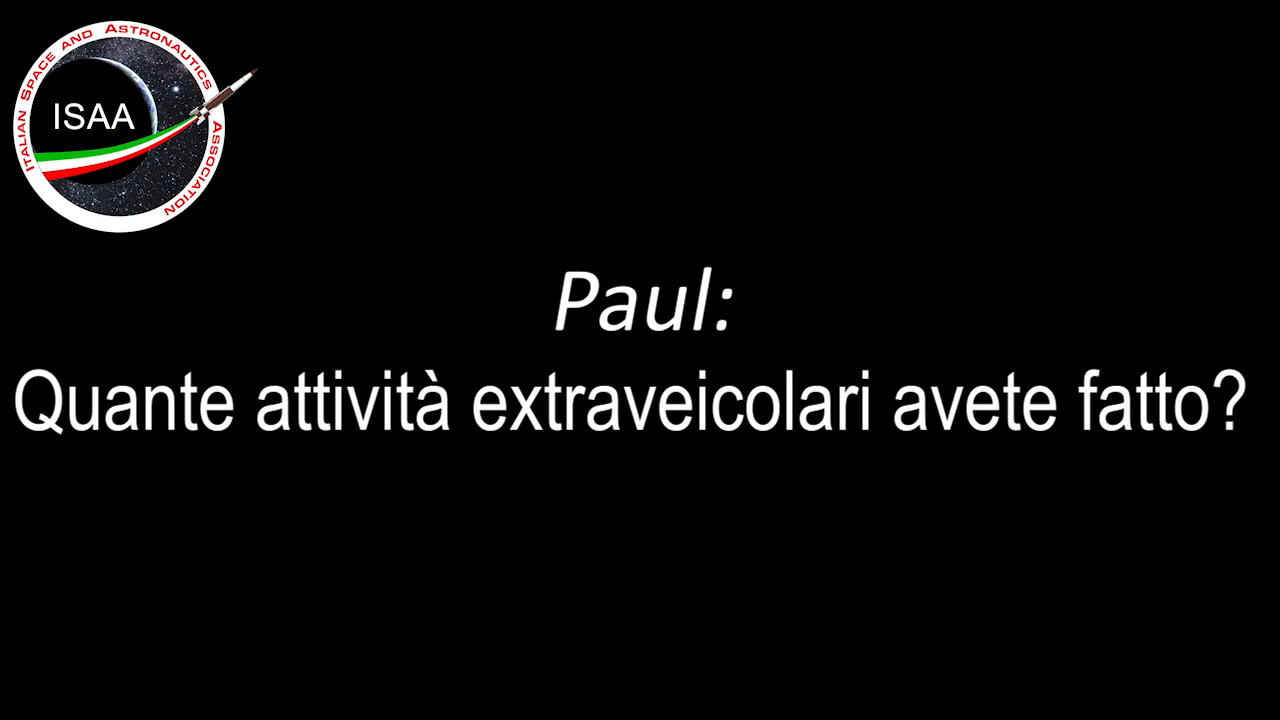 ITALIAN SPACE AND ASTRONAUTICS ASSOCIATION
ISAA
Paul:
Quante attività extraveicolari avete fatto?